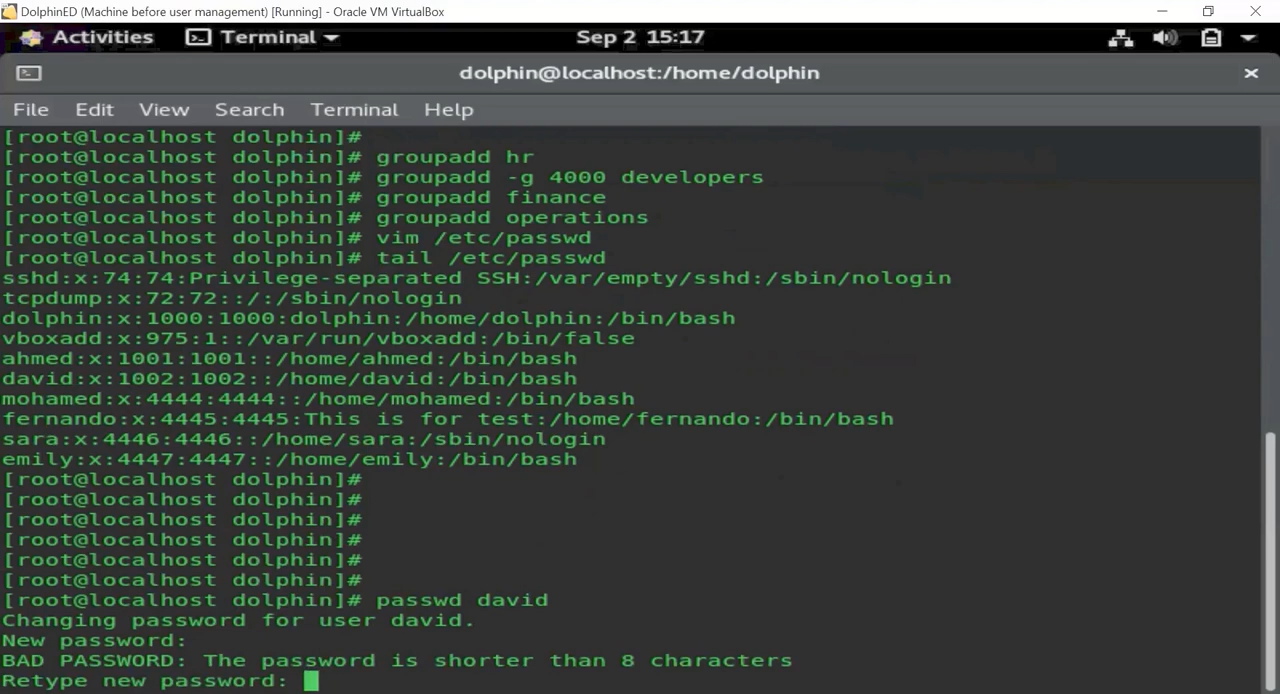 DolphinED (Machine before user management) [Running] - Oracle VM VirtualBox
Activities Terminal Sep 2 15:17
dolphin@localhost:/home/dolphin
File Edit View Search Terminal Help
[root@localhost dolphin]#
[root@localhost dolphin]# groupadd hr
[root@localhost dolphin]# groupadd -g 4000 developers
[root@localhost dolphin]# groupadd finance
[root@localhost dolphin]# groupadd operations
[root@localhost dolphin]# vim /etc/passwd
[root@localhost dolphin]# tail /etc/passwd
sshd:x:74:74:Privilege-separated SSH:/var/empty/sshd:/sbin/nologin
tcpdump:x:72:72::/:/sbin/nologin
dolphin:x:1000:1000:dolphin:/home/dolphin:/bin/bash
vboxadd:x:975:1::/var/run/vboxadd:/bin/false
ahmed:x:1001:1001::/home/ahmed:/bin/bash
david:x:1002:1002::/home/david:/bin/bash
mohamed:x:4444:4444::/home/mohamed:/bin/bash
fernando:x:4445:4445:This is for test:/home/fernando:/bin/bash
sara:x:4446:4446::/home/sara:/sbin/nologin
emily:x:4447:4447::/home/emily:/bin/bash
[root@localhost dolphin]#
[root@localhost dolphin]#
[root@localhost dolphin]#
[root@localhost dolphin]#
[root@localhost dolphin]#
[root@localhost dolphin]#
[root@localhost dolphin]# passwd david
Changing password for user david.
New password:
BAD PASSWORD: The password is shorter than 8 characters
Retype new password: